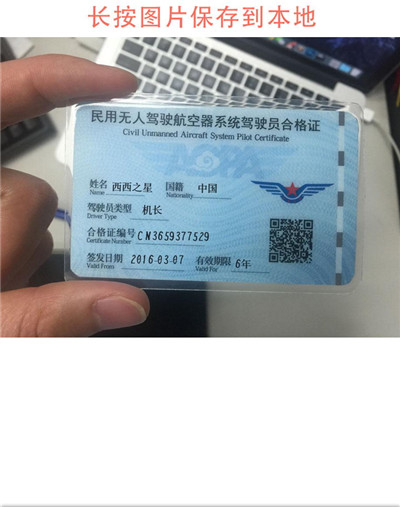 长按图片保存到本地
民用无人驾驶航空器系统驾驶员合格证
Civil Unmanned Aircraft System Pilot Certificate
姓名 西西之星 国籍 中国
Name Nationality
驾驶员类型 机长
Driver Type
合格证编号 CN3659377529
Certificate Number
签发日期 2016-03-07 有效期限 6年
Valid From Valid For